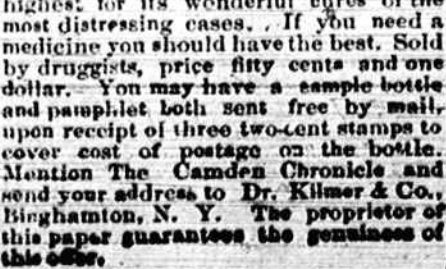 highest for its wonderful cures of the
most distressing cases. . If you need a
medicine you should have the best. Sold
by druggists, price fifty cents and one
dollar. You may have a sample bottle
and pamphlet both sent free by mail,
upon receipt of three two-cent stamps to
cover cost of postage on the bottle.
Mention The Camden Chronicle and
send your address to Dr. Kilmer & Co.,
Binghamton, N. Y. The proprietor of
this paper guarantees the genuiness of
this offer.